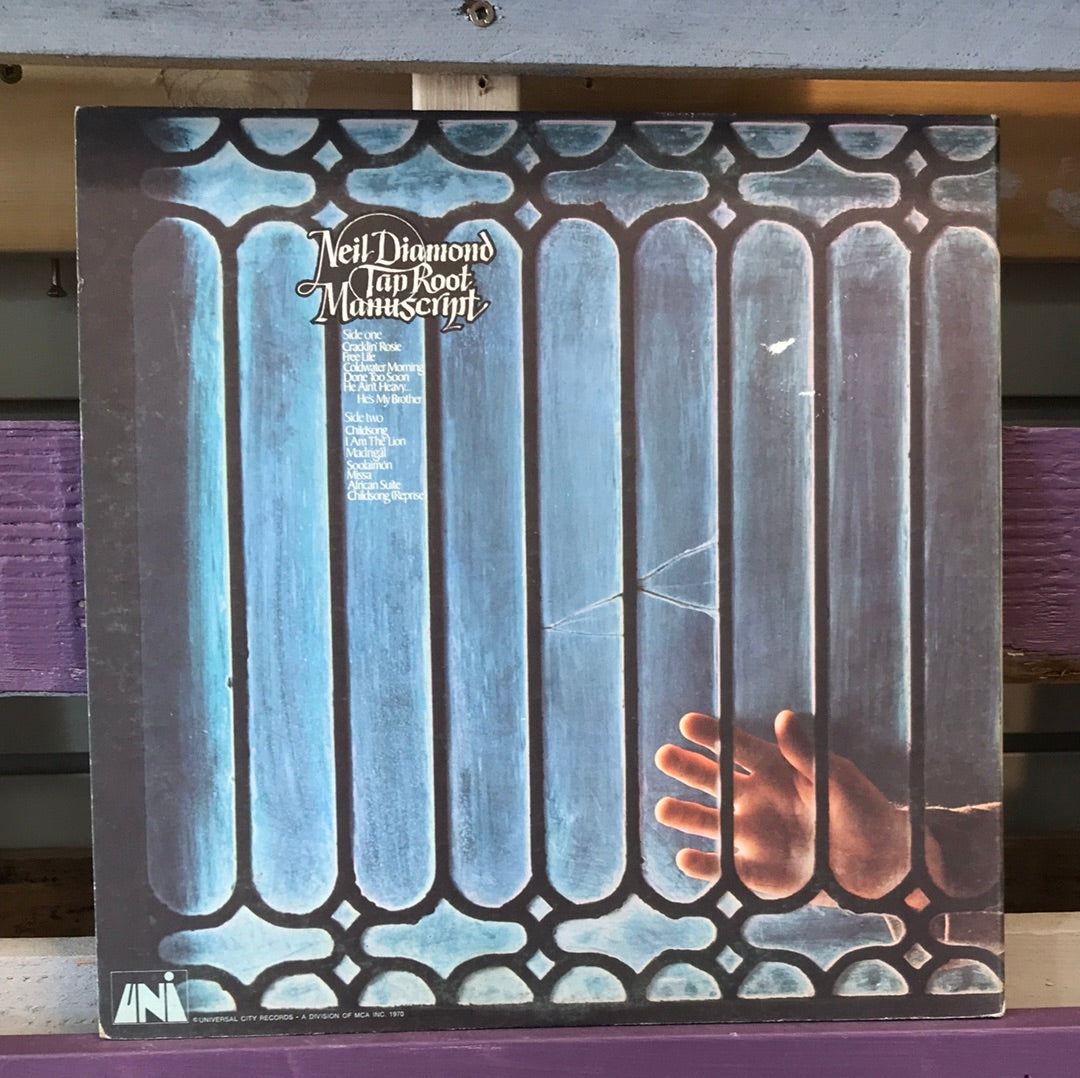 Neil Diamond
Tap Root
Manuscript
Side one
Cracklin' Rosie
Free Life
Coldwater Morning
Done Too Soon
He Ain't Heavy...
He's My Brother
Side two
Childsong
I Am The Lion
Madrigal
Soolaimón
Missa
African Suite
Childsong (Reprise
UNI
©UNIVERSAL CITY RECORDS • A DIVISION OF MCA INC. 1970